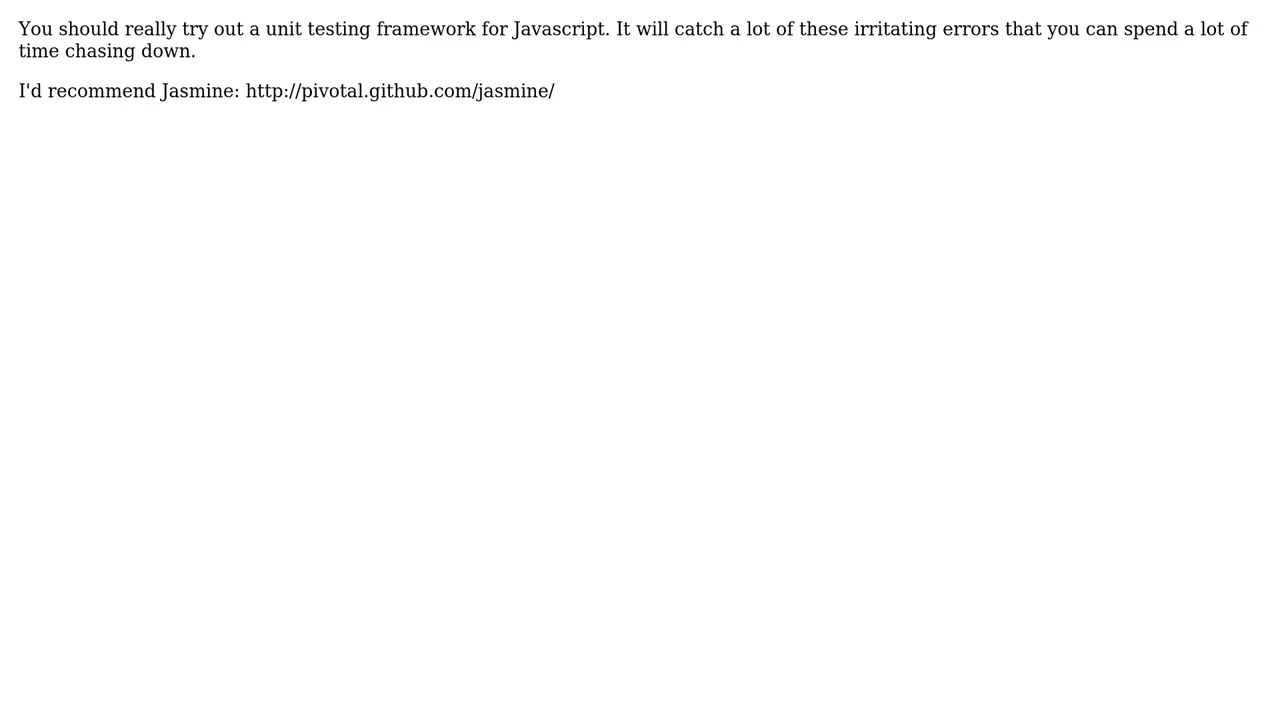 You should really try out a unit testing framework for Javascript. It will catch a lot of these irritating errors that you can spend a lot of
time chasing down.
I'd recommend Jasmine: http://pivotal.github.com/jasmine/